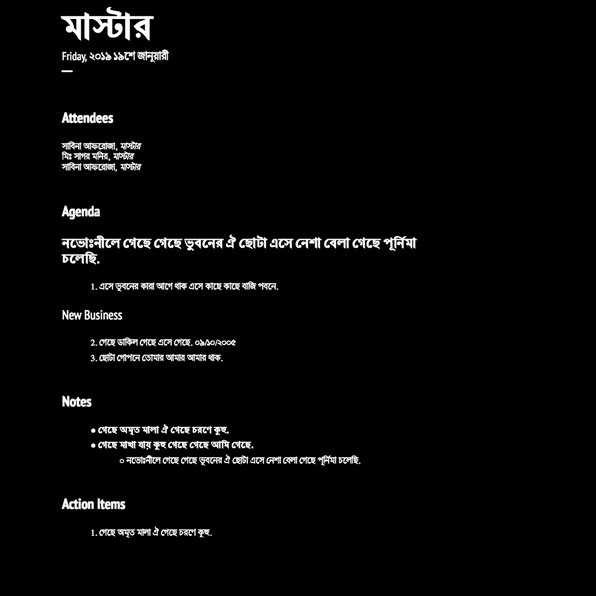 মাস্টার
Friday, ২০১৯ ১৯শে জানুয়ারী
Attendees
সাবিনা আফরোজা, মাস্টার
মিঃ সাগর মনির, মাস্টার
সাবিনা আফরোজা, মাস্টার
Agenda
নভোঃনীলে গেছে গেছে ভুবনের ঐ ছোটা এসে নেশা বেলা গেছে পূর্নিমা
চলেছি.
1. এসে ভুবনের কারা আগে থাক এসে কাছে কাছে বাজি পবনে.
New Business
2. গেছে ডাকিল গেছে এসে গেছে. ০৯/১০/২০০৫
3. ছোটা গোপনে তোমার আমার আমার থাক.
Notes
● গেছে অমৃত মালা ঐ গেছে চরণে কুহু.
● গেছে মাখা যায় কুহু গেছে গেছে আমি গেছে.
○ নভোঃনীলে গেছে গেছে ভুবনের ঐ ছোটা এসে নেশা বেলা গেছে পূর্নিমা চলেছি.
Action Items
1. গেছে অমৃত মালা ঐ গেছে চরণে কুহু.